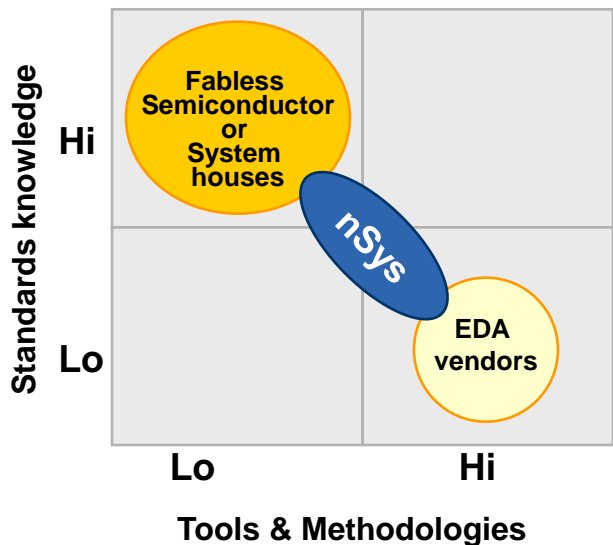 Standards knowledge
Hi
Lo
Fabless
Semiconductor
or
System
houses
nSys
EDA
vendors
Lo
Hi
Tools & Methodologies